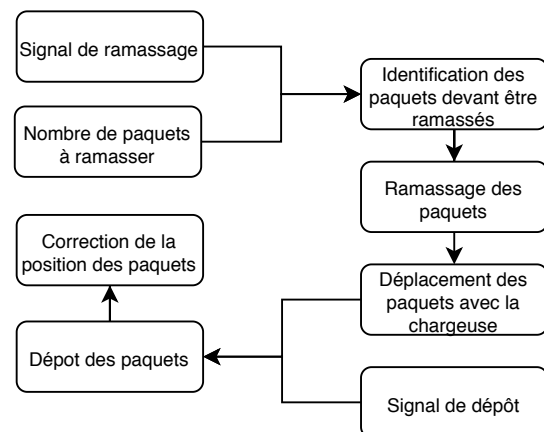 Signal de ramassage
Nombre de paquets
à ramasser
Identification des
paquets devant être
ramassés
Ramassage des
paquets
Déplacement des
paquets avec la
chargeuse
Signal de dépôt
Dépot des paquets
Correction de la
position des paquets